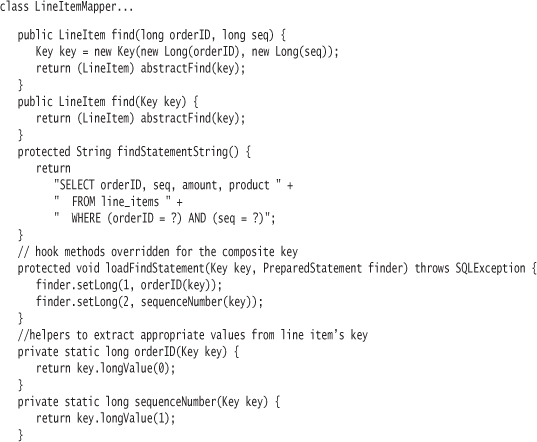 class LineItemMapper...
public LineItem find(long orderID, long seq) {
Key key = new Key(new Long(orderID), new Long(seq));
return (LineItem) abstractFind(key);
}
public LineItem find(Key key) {
return (LineItem) abstractFind(key);
}
protected String findStatementString() {
return
"SELECT orderID, seq, amount, product " +
"  FROM line_items " +
"  WHERE (orderID = ?) AND (seq = ?)";
}
// hook methods overridden for the composite key
protected void loadFindStatement(Key key, PreparedStatement finder) throws SQLException {
finder.setLong(1, orderID(key));
finder.setLong(2, sequenceNumber(key));
}
//helpers to extract appropriate values from line item’s key
private static long orderID(Key key) {
return key.longValue(0);
}
private static long sequenceNumber(Key key) {
return key.longValue(1);
}